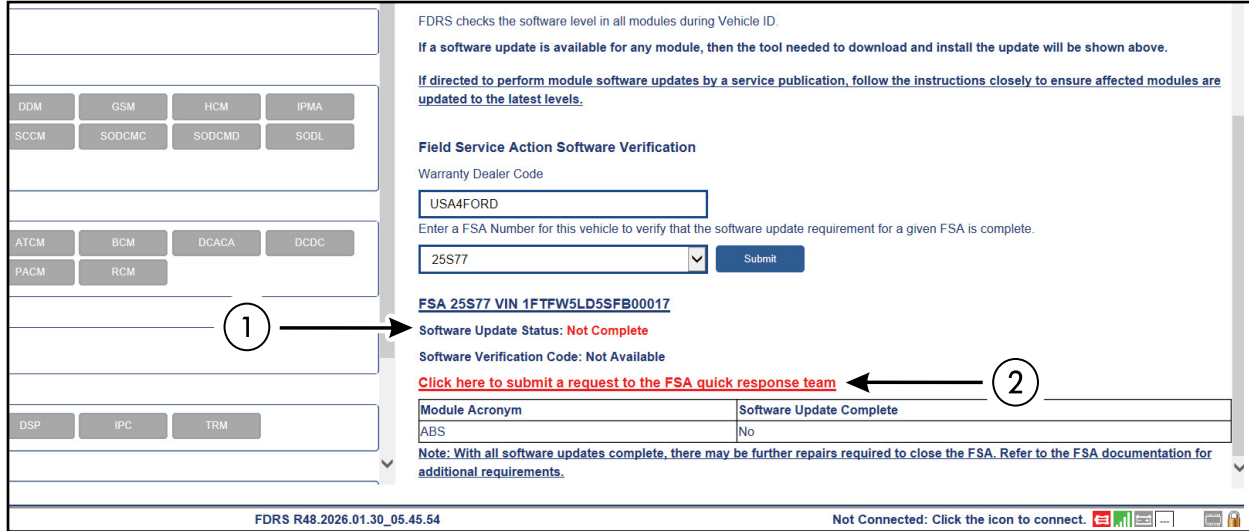 FDRS checks the software level in all modules during Vehicle ID.
If a software update is available for any module, then the tool needed to download and install the update will be shown above.
If directed to perform module software updates by a service publication, follow the instructions closely to ensure affected modules are
updated to the latest levels.
DDM GSM HCM IPMA
SCCM SODCMC SODCMD SODL
Field Service Action Software Verification
Warranty Dealer Code
USA4FORD
Enter a FSA Number for this vehicle to verify that the software update requirement for a given FSA is complete.
ATCM BCM DCACA DCDC
25S77 Submit
PACM RCM
FSA 25S77 VIN 1FTFW5LD5SFB00017
1
Software Update Status: Not Complete
Software Verification Code: Not Available
Click here to submit a request to the FSA quick response team
2
Module Acronym Software Update Complete
ABS No
DSP IPC TRM
Note: With all software updates complete, there may be further repairs required to close the FSA. Refer to the FSA documentation for
additional requirements.
FDRS R48.2026.01.30_05.45.54 Not Connected: Click the icon to connect.